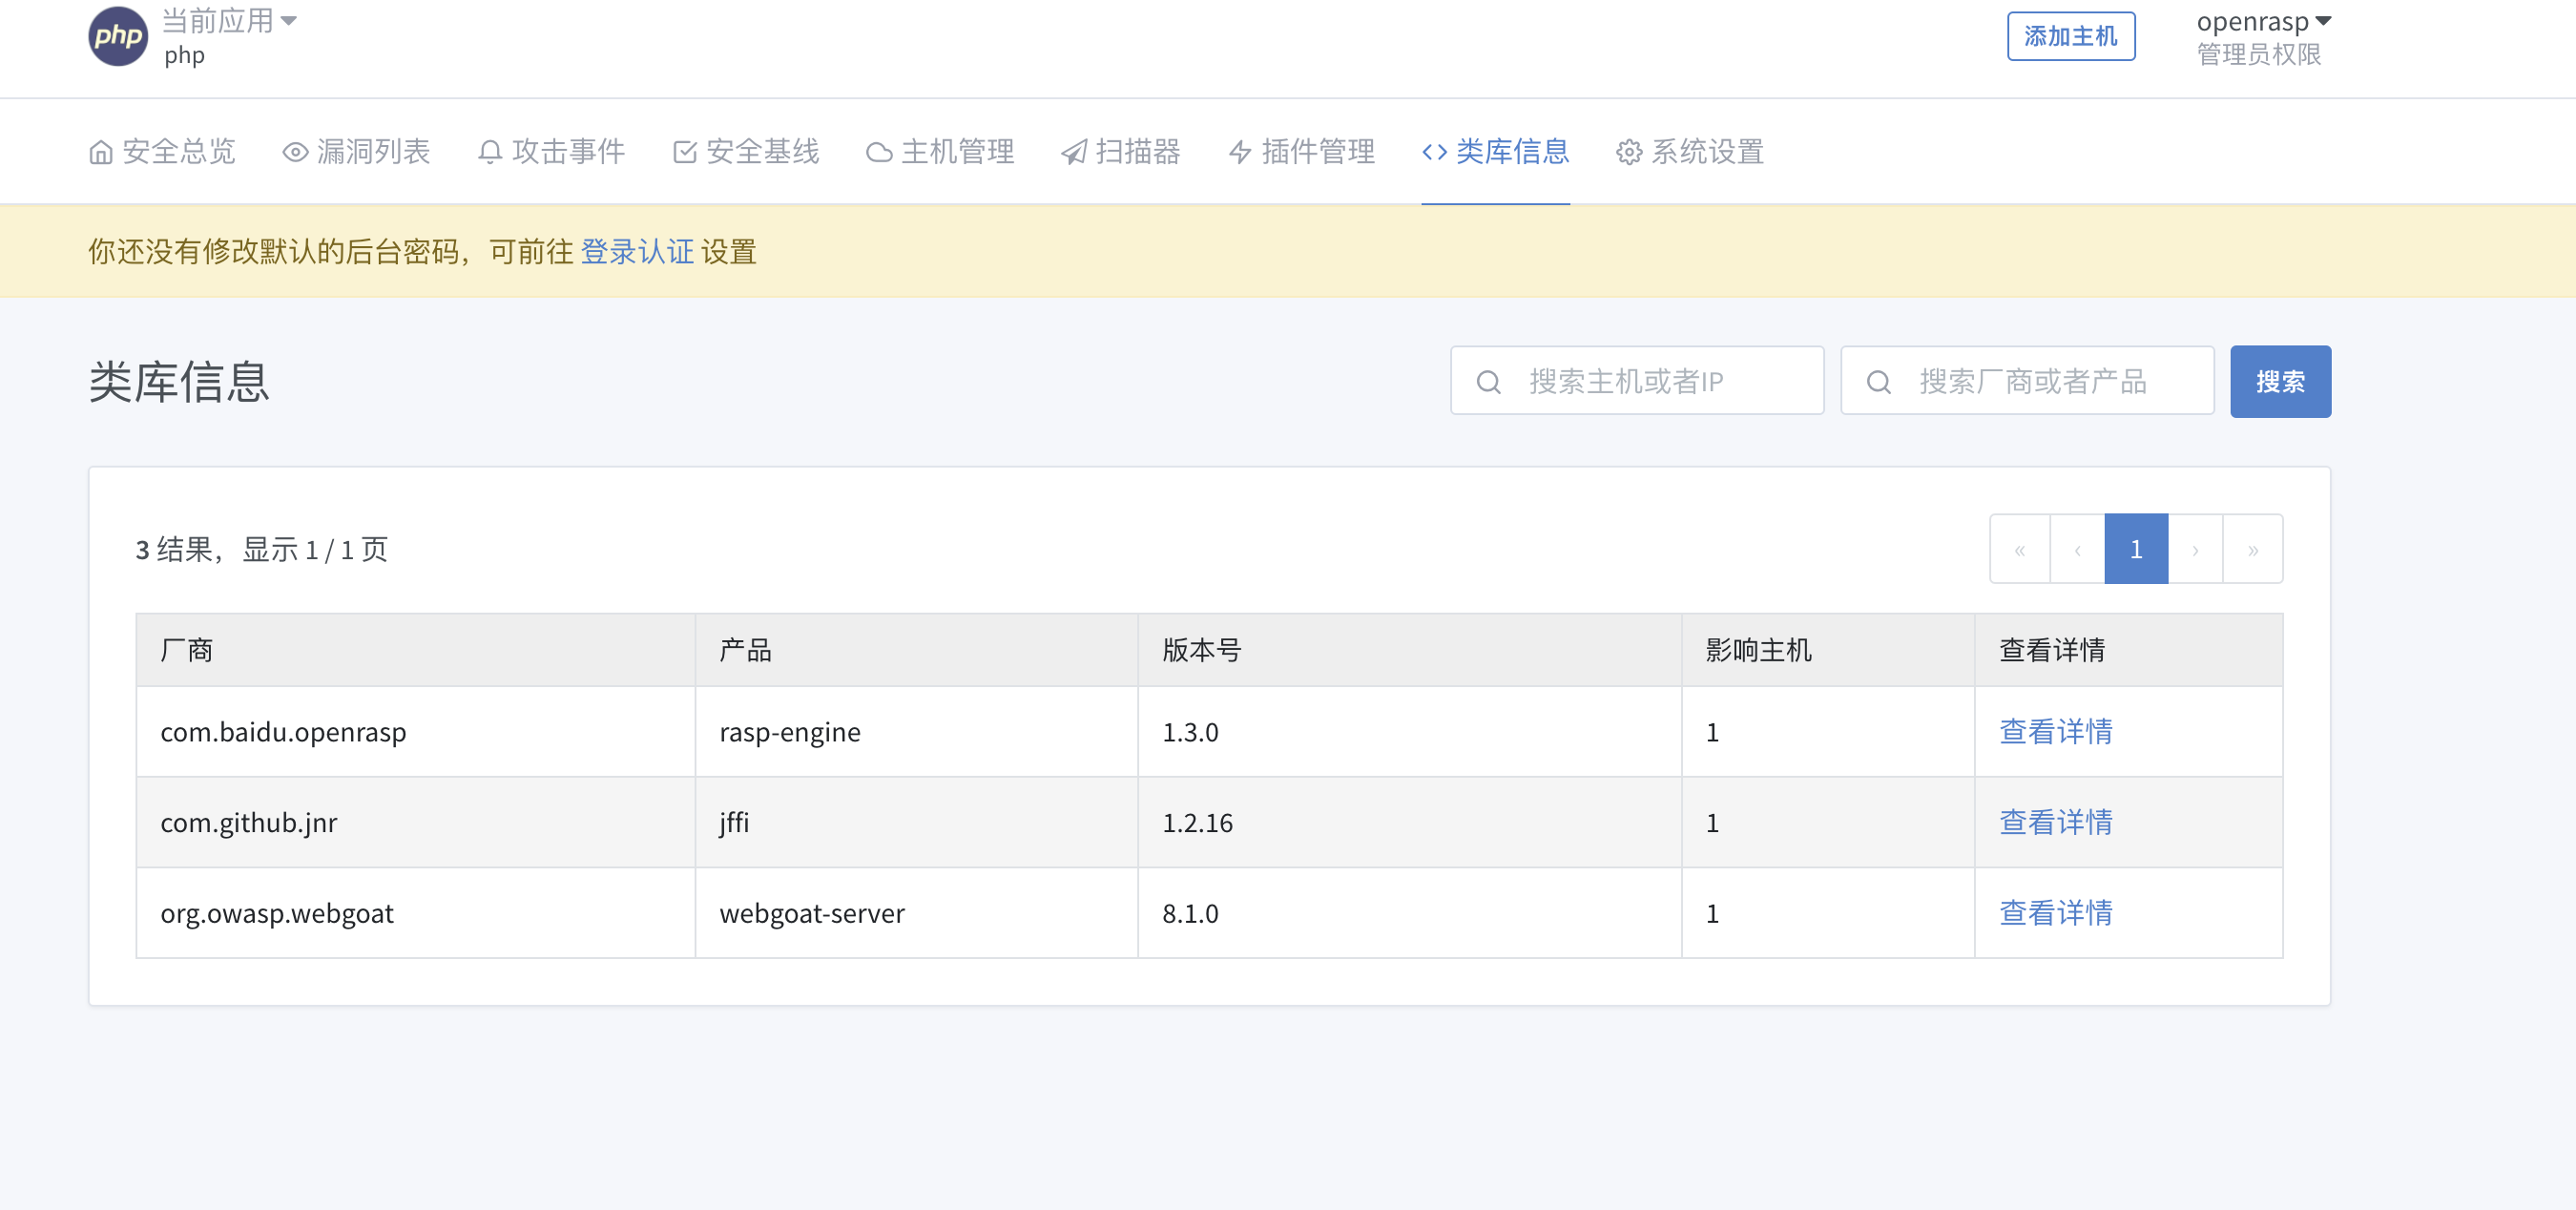 php
当前应用
php
添加主机
openrasp
管理员权限
安全总览 漏洞列表 攻击事件 安全基线 主机管理 扫描器 插件管理 类库信息 系统设置
你还没有修改默认的后台密码，可前往 登录认证 设置
类库信息
搜索主机或者IP
搜索厂商或者产品
搜索
3 结果，显示 1 / 1 页
« ‹ 1 › »
厂商 产品 版本号 影响主机 查看详情
com.baidu.openrasp rasp-engine 1.3.0 1 查看详情
com.github.jnr jffi 1.2.16 1 查看详情
org.owasp.webgoat webgoat-server 8.1.0 1 查看详情